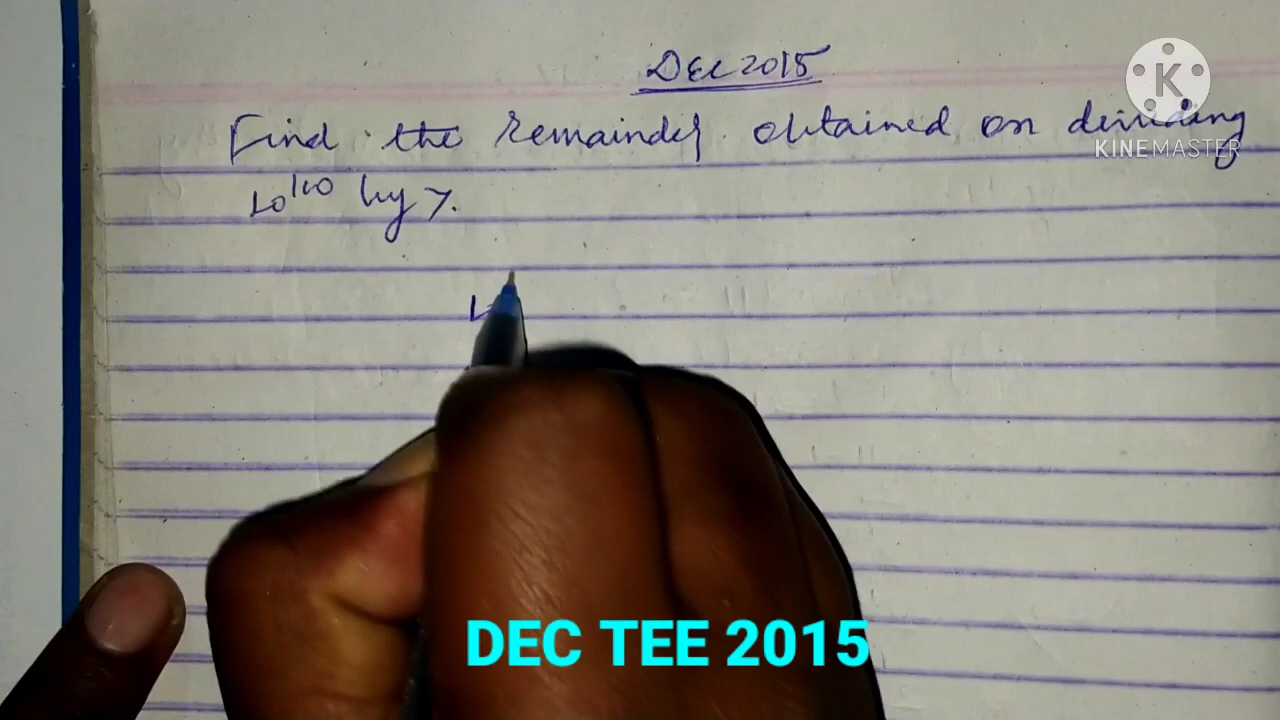 Dec 2015
K
KINEMASTER
Find the remainder obtained on dividing
10¹⁰⁰ by 7.
DEC TEE 2015